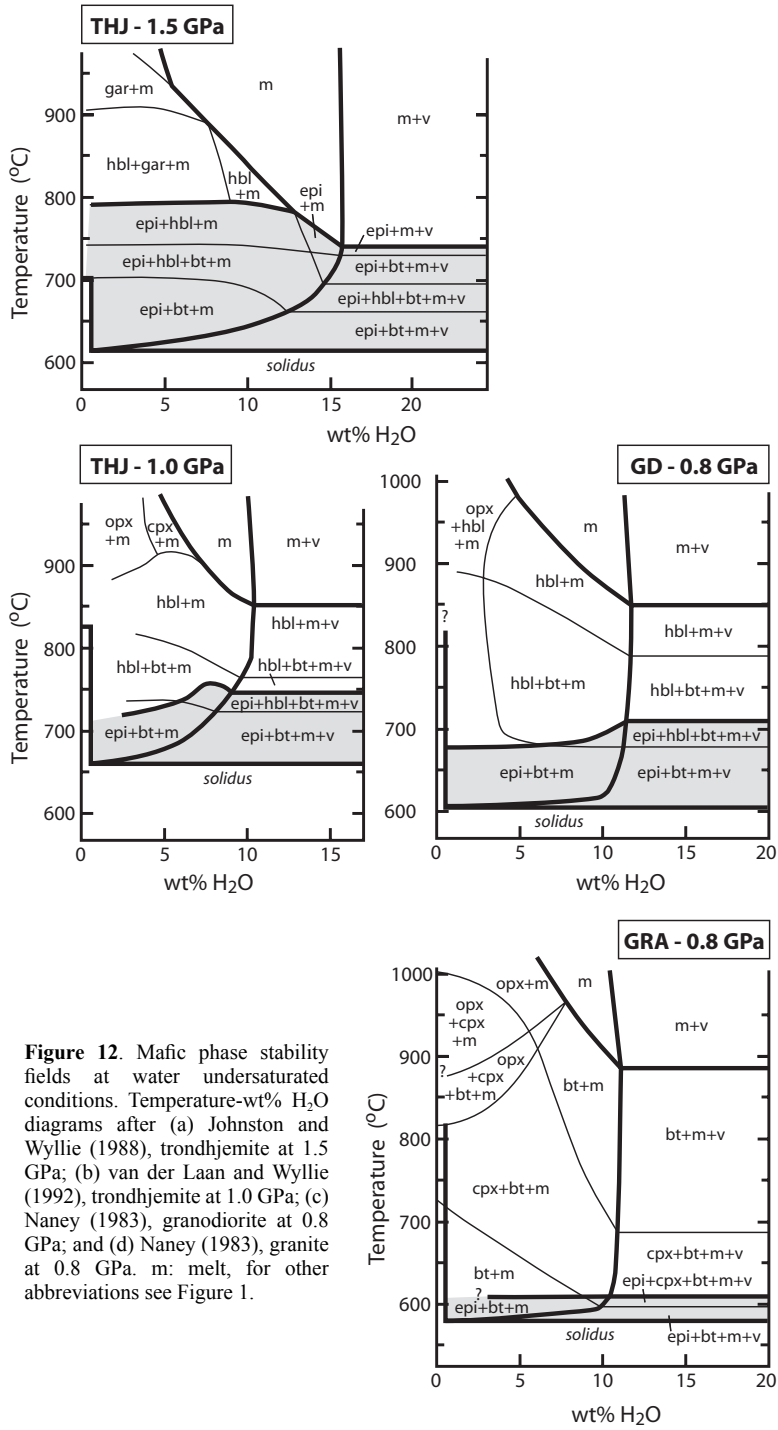 THJ - 1.5 GPa
Temperature (°C)
900
800
700
600
gar+m
m
m+v
hbl+gar+m
hbl
+m
epi
+m
epi+m+v
epi+hbl+m
epi+hbl+bt+m
epi+bt+m+v
epi+bt+m
epi+hbl+bt+m+v
epi+bt+m+v
solidus
0 5 10 15 20
wt% H2O
THJ - 1.0 GPa
Temperature (°C)
900
800
700
600
opx
+m
cpx
+m
m
m+v
hbl+m
hbl+m+v
hbl+bt+m
hbl+bt+m+v
epi+hbl+bt+m+v
epi+bt+m
epi+bt+m+v
solidus
0 5 10 15
wt% H2O
GD - 0.8 GPa
1000
900
800
700
600
opx
+hbl
+m
m
m+v
hbl+m
?
hbl+m+v
hbl+bt+m
hbl+bt+m+v
epi+hbl+bt+m+v
epi+bt+m
epi+bt+m+v
solidus
0 5 10 15 20
wt% H2O
GRA - 0.8 GPa
Temperature (°C)
1000
900
800
700
600
opx+m
m
opx
+cpx
+m
m+v
?
opx
+cpx
+bt+m
bt+m
bt+m+v
cpx+bt+m
cpx+bt+m+v
bt+m
epi+cpx+bt+m+v
?
epi+bt+m
solidus
epi+bt+m+v
0 5 10 15 20
wt% H2O
Figure 12. Mafic phase stability
fields at water undersaturated
conditions. Temperature-wt% H2O
diagrams after (a) Johnston and
Wyllie (1988), trondhjemite at 1.5
GPa; (b) van der Laan and Wyllie
(1992), trondhjemite at 1.0 GPa; (c)
Naney (1983), granodiorite at 0.8
GPa; and (d) Naney (1983), granite
at 0.8 GPa. m: melt, for other
abbreviations see Figure 1.